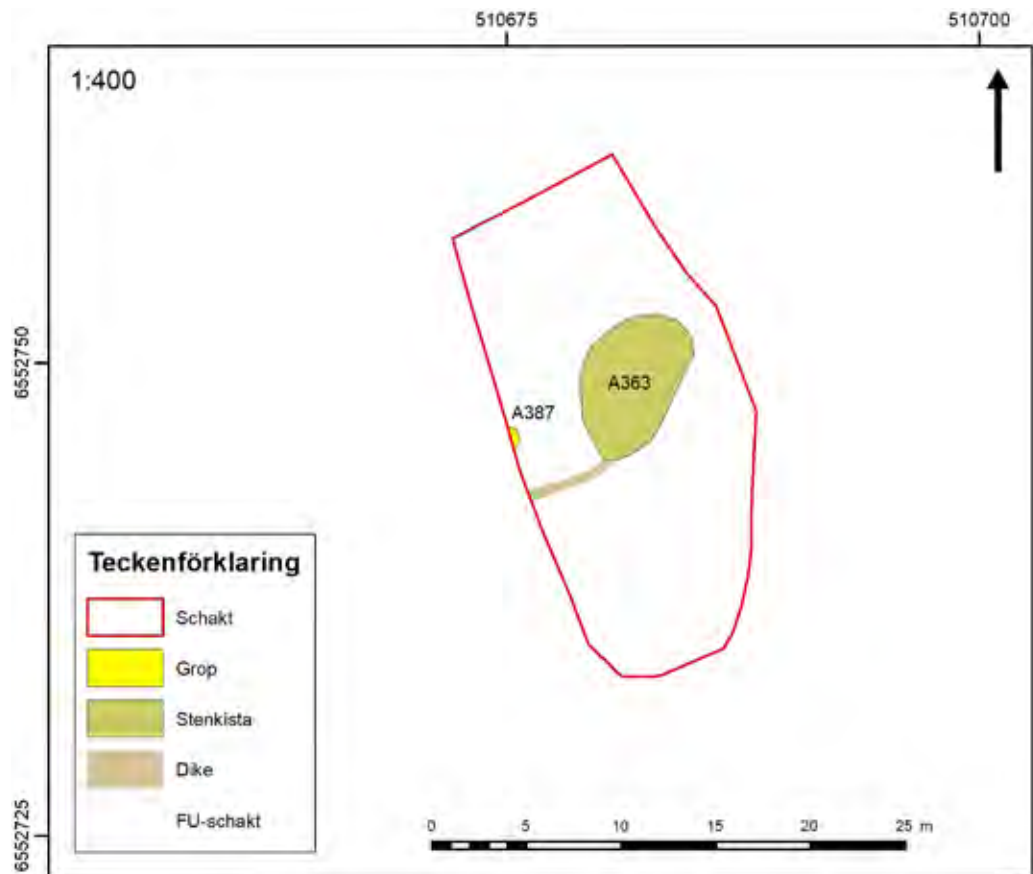 510675 510700
1:400
6552750
A363
A387
Teckenförklaring
Schakt
Grop
Stenkista
Dike
FU-schakt
6552725
0 5 10 15 20 25 m